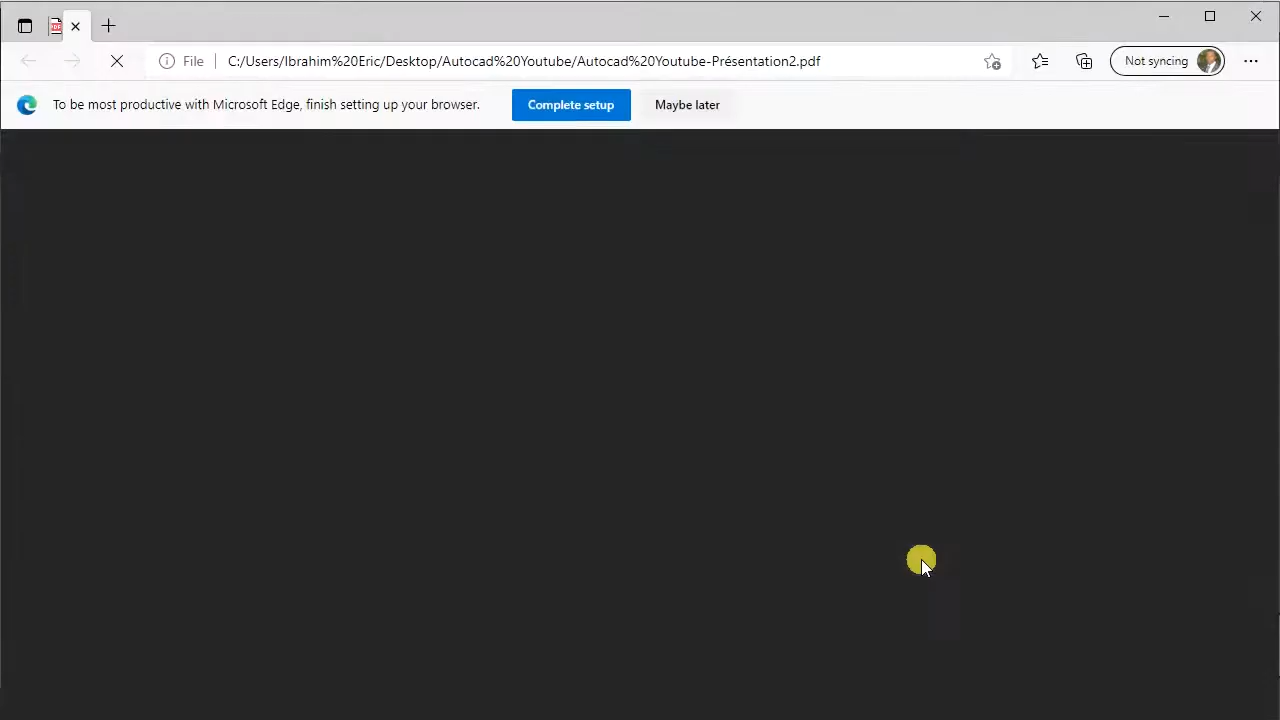 PDF
File
C:/Users/Ibrahim%20Eric/Desktop/Autocad%20Youtube/Autocad%20Youtube-Présentation2.pdf
Not syncing
To be most productive with Microsoft Edge, finish setting up your browser.
Complete setup
Maybe later